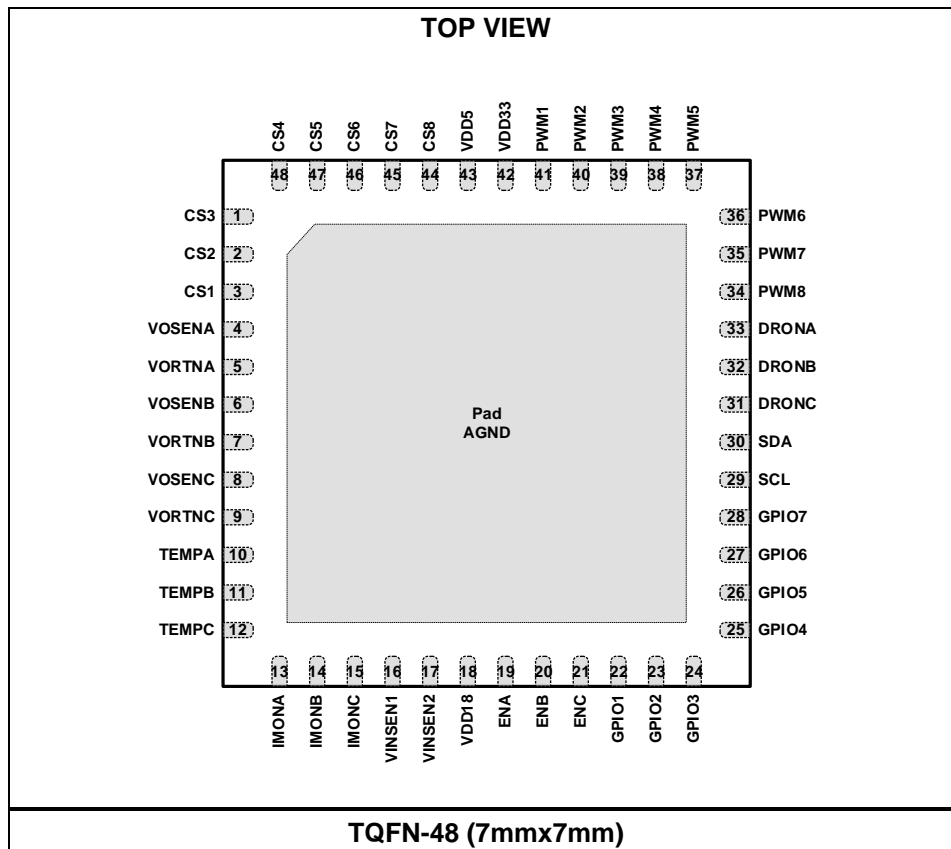 TOP VIEW
CS4 CS5 CS6 CS7 CS8 VDD5 VDD33 PWM1 PWM2 PWM3 PWM4 PWM5
48 47 46 45 44 43 42 41 40 39 38 37
CS3 1 36 PWM6
CS2 2 35 PWM7
CS1 3 34 PWM8
VOSENA 4 33 DRONA
VORTNA 5 32 DRONB
VOSENB 6 31 DRONC
Pad
AGND
VORTNB 7 30 SDA
VOSENC 8 29 SCL
VORTNC 9 28 GPIO7
TEMPA 10 27 GPIO6
TEMPB 11 26 GPIO5
TEMPC 12 25 GPIO4
13 14 15 16 17 18 19 20 21 22 23 24
IMONA IMONB IMONC VINSEN1 VINSEN2 VDD18 ENA ENB ENC GPIO1 GPIO2 GPIO3
TQFN-48 (7mmx7mm)